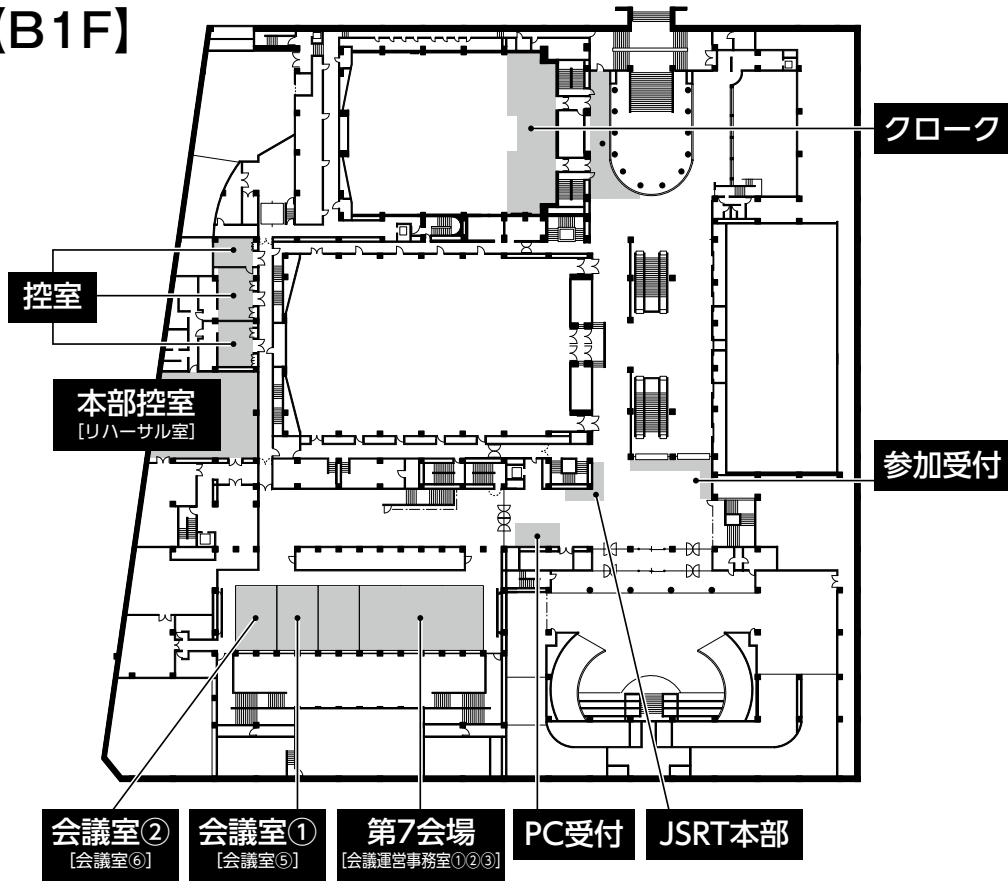 【B1F】
クローク
控室
本部控室
[リハーサル室]
参加受付
会議室②
[会議室⑥]
会議室①
[会議室⑤]
第7会場
[会議運営事務室①②③]
PC受付
JSRT本部